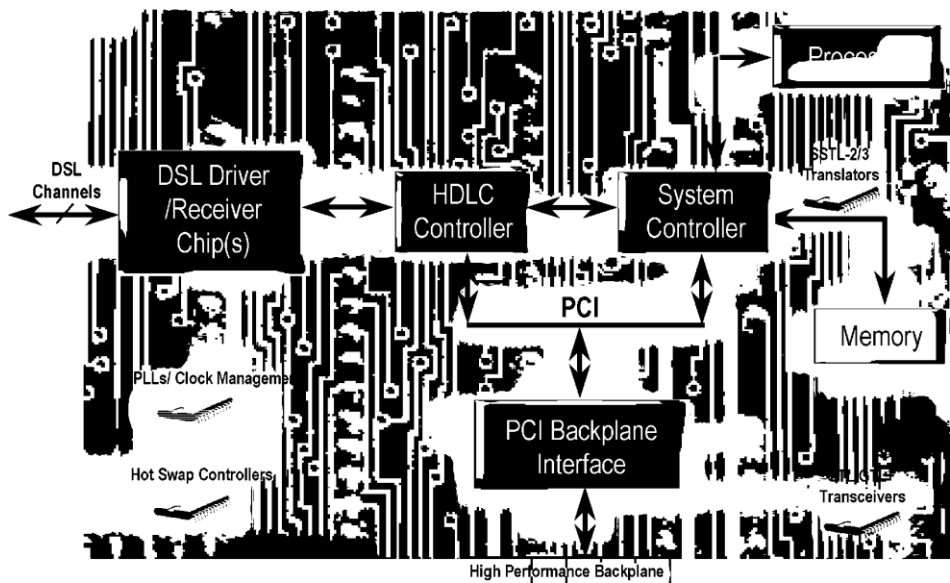 DSL
Channels
DSL Driver
/Receiver
Chip(s)
HDLC
Controller
System
Controller
SSTL-2/3
Translators
PCI
Memory
PLLs/ Clock Management
PCI Backplane
Interface
Hot Swap Controllers
Transceivers
High Performance Backplane